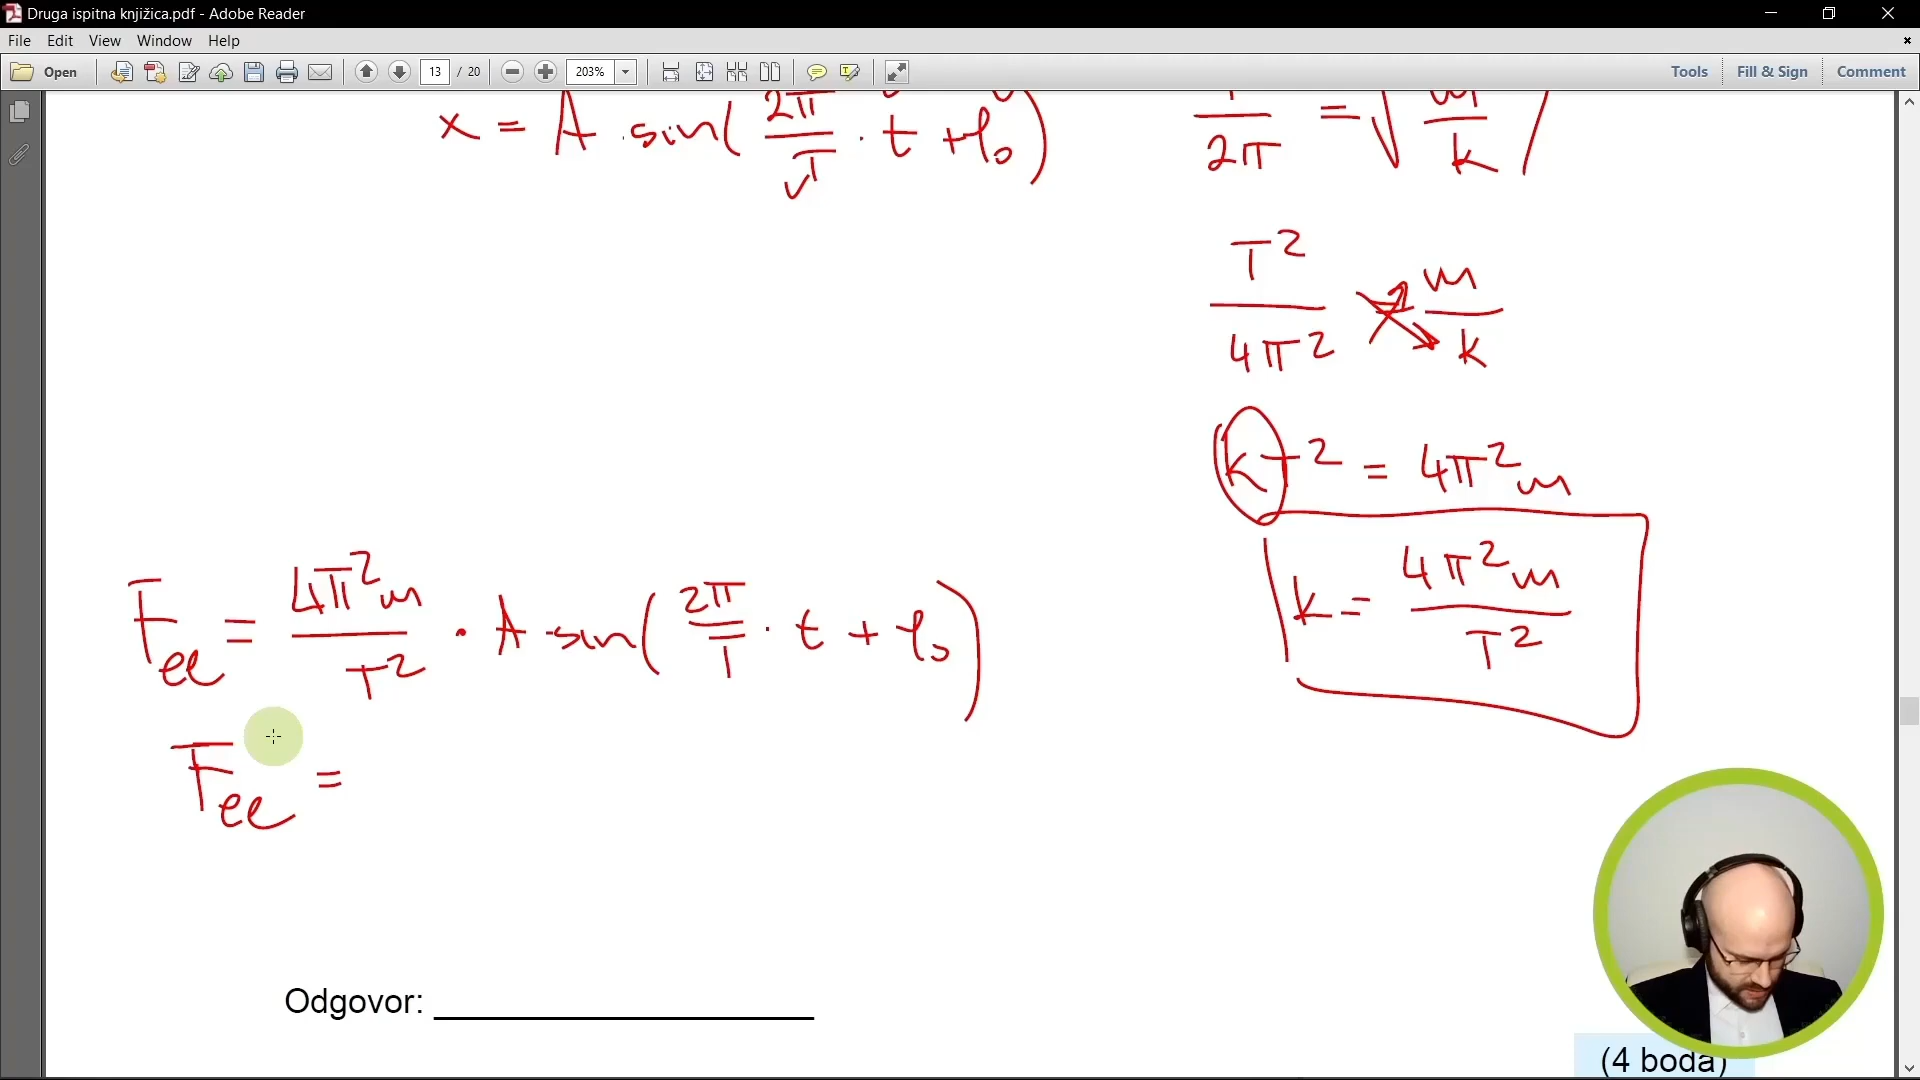 Druga ispitna knjižica.pdf - Adobe Reader
File Edit View Window Help
Open 13 / 20 203% Tools Fill & Sign Comment
x = A · sin( 2π/T · t + φ₀ )
/2π = √ m/k /
T² / 4π² = m / k
kT² = 4π²m
k = 4π²m / T²
Fel = 4π²m / T² · A · sin( 2π/T · t + φ₀ )
Fel =
Odgovor:
(4 boda)